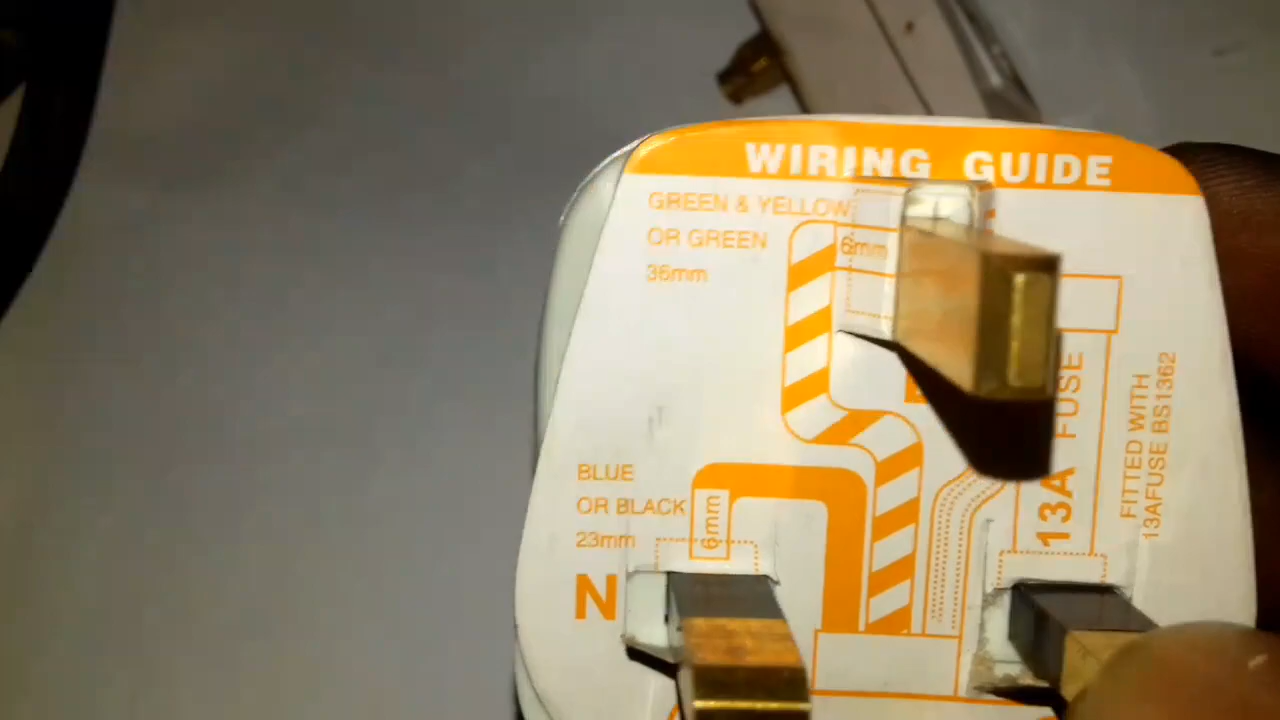 WIRING GUIDE
GREEN & YELLOW
OR GREEN
36mm
6mm
BLUE
OR BLACK
23mm
6mm
N
13A FUSE
FITTED WITH
13AFUSE BS1362